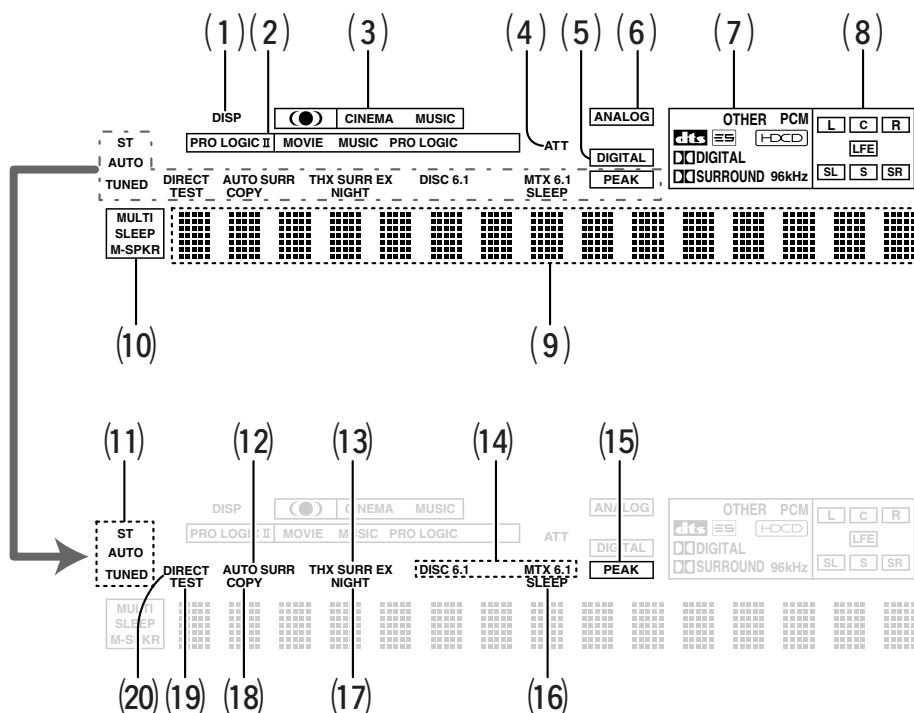 (1) (2) (3) (4) (5) (6) (7) (8)
DISP CINEMA MUSIC ANALOG OTHER PCM L C R
ST PRO LOGIC II MOVIE MUSIC PRO LOGIC ATT dts ES HDCD LFE
AUTO DIGITAL DIGITAL
TUNED DIRECT AUTO SURR THX SURR EX DISC 6.1 MTX 6.1 PEAK SURROUND 96kHz SL S SR
TEST COPY NIGHT SLEEP
MULTI
SLEEP
M-SPKR
(10) (9)
(11) (12) (13) (14) (15)
DISP CINEMA MUSIC ANALOG OTHER PCM L C R
ST PRO LOGIC II MOVIE MUSIC PRO LOGIC ATT dts ES HDCD LFE
AUTO DIGITAL DIGITAL
TUNED DIRECT AUTO SURR THX SURR EX DISC 6.1 MTX 6.1 PEAK SURROUND 96kHz SL S SR
TEST COPY NIGHT SLEEP
MULTI
SLEEP
M-SPKR
(20) (19) (18) (17) (16)